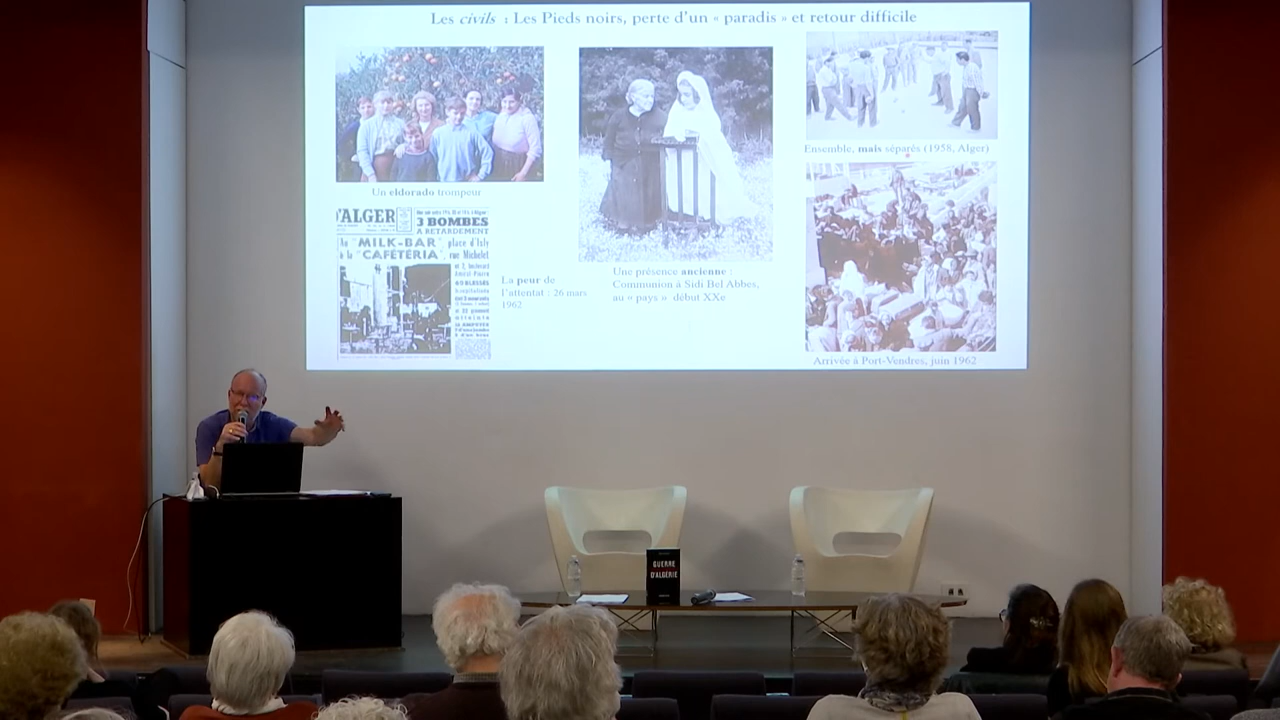 Les civils : Les Pieds noirs, perte d'un « paradis » et retour difficile
Un eldorado trompeur
Ensemble, mais séparés (1958, Alger)
D'ALGER
3 BOMBES
A RETARDEMENT
Au "MILK-BAR" place d'Isly
à la "CAFÉTÉRIA", rue Michelet
La peur de
l'attentat : 26 mars
1962
Une présence ancienne :
Communion à Sidi Bel Abbes,
au « pays » début XXe
Arrivée à Port-Vendres, juin 1962
GUERRE
D'ALGÉRIE